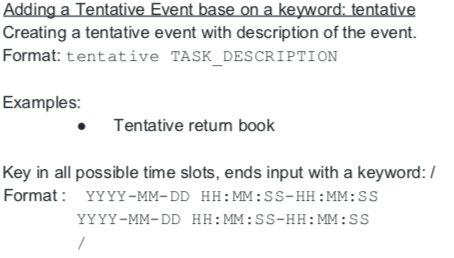 Adding a Tentative Event base on a keyword: tentative
Creating a tentative event with description of the event.
Format: tentative TASK_DESCRIPTION
Examples:
● Tentative return book
Key in all possible time slots, ends input with a keyword: /
Format : YYYY-MM-DD HH:MM:SS-HH:MM:SS
YYYY-MM-DD HH:MM:SS-HH:MM:SS
/